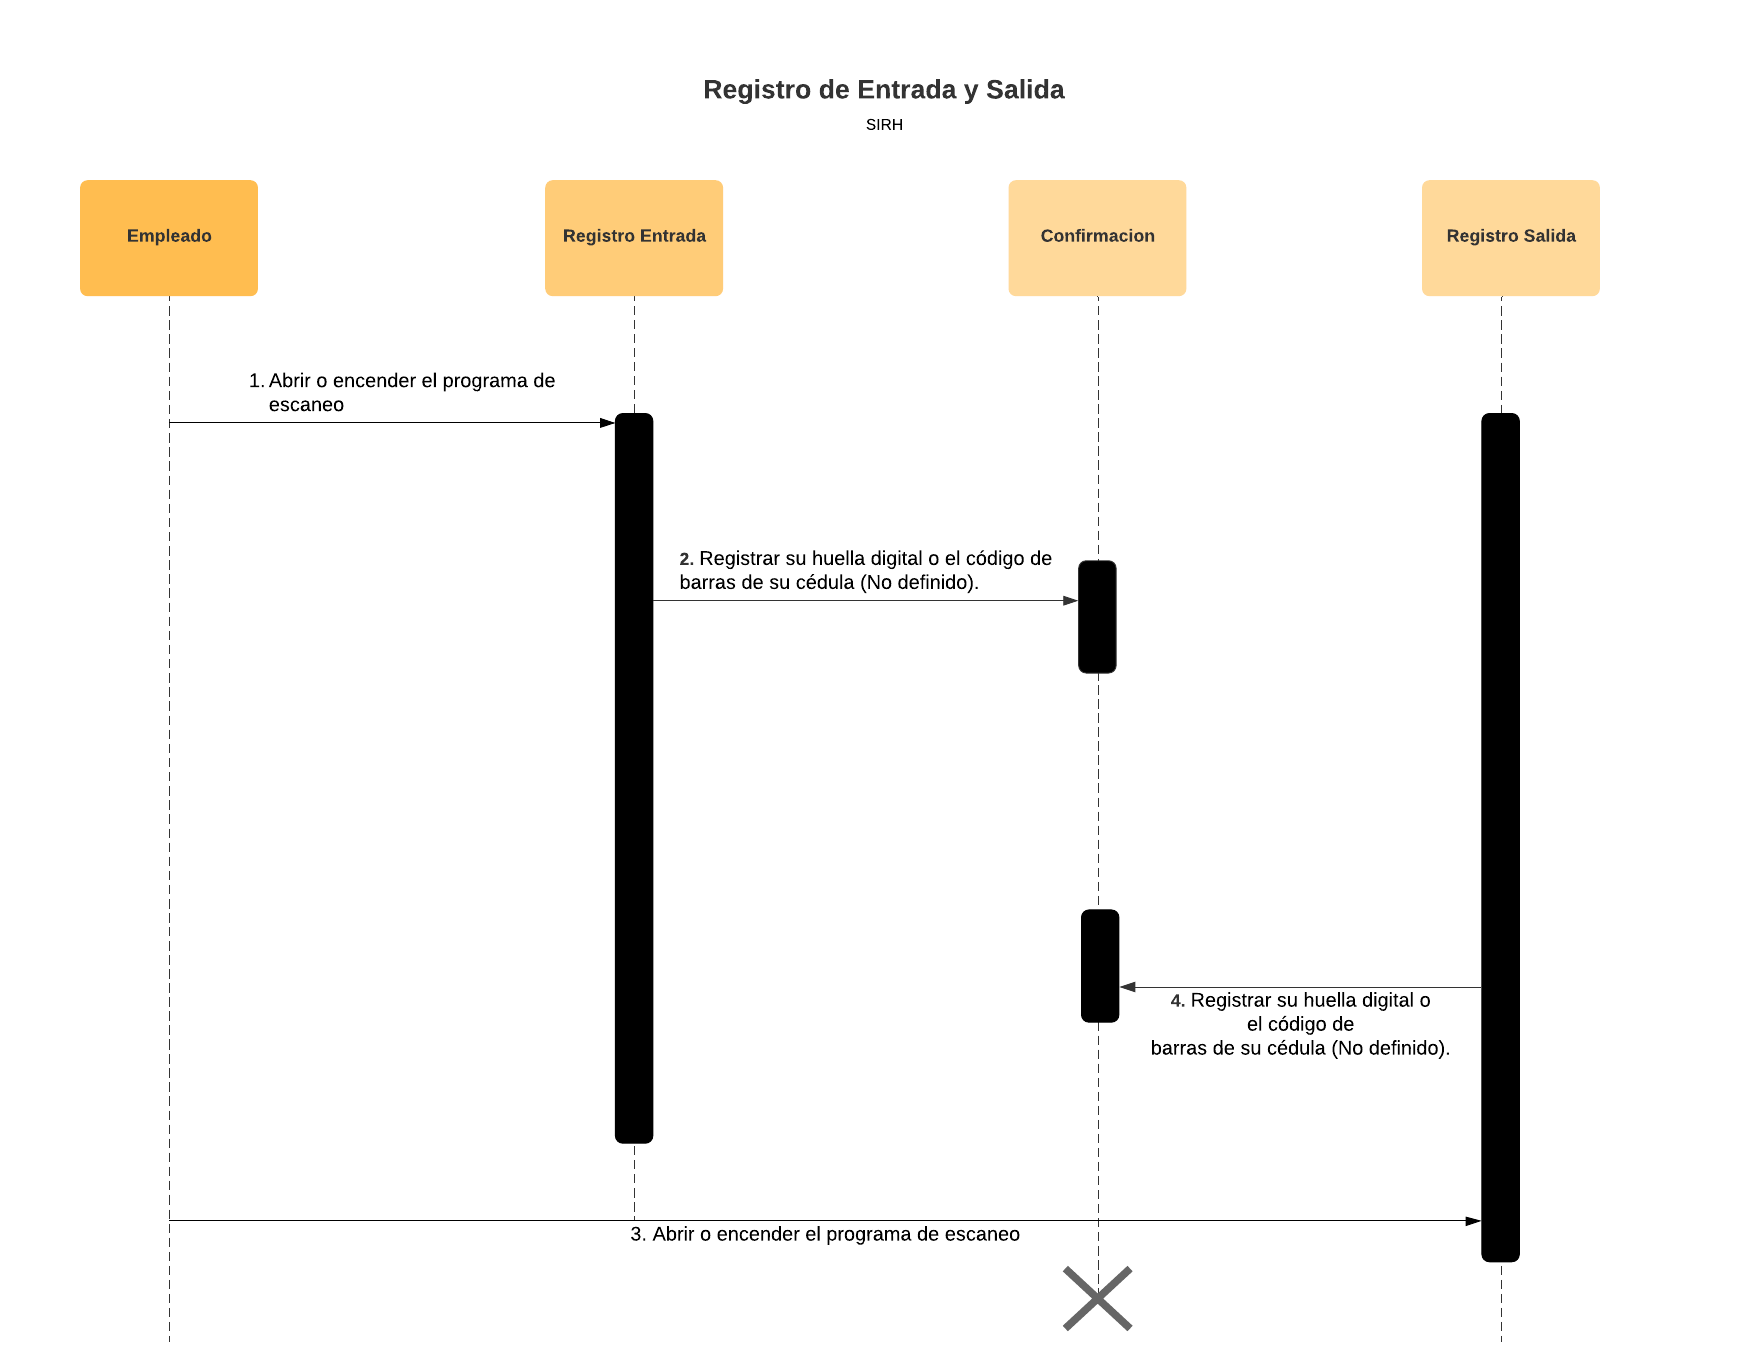 Registro de Entrada y Salida
SIRH
Empleado
Registro Entrada
Confirmacion
Registro Salida
1. Abrir o encender el programa de
escaneo
2. Registrar su huella digital o el código de
barras de su cédula (No definido).
4. Registrar su huella digital o
el código de
barras de su cédula (No definido).
3. Abrir o encender el programa de escaneo